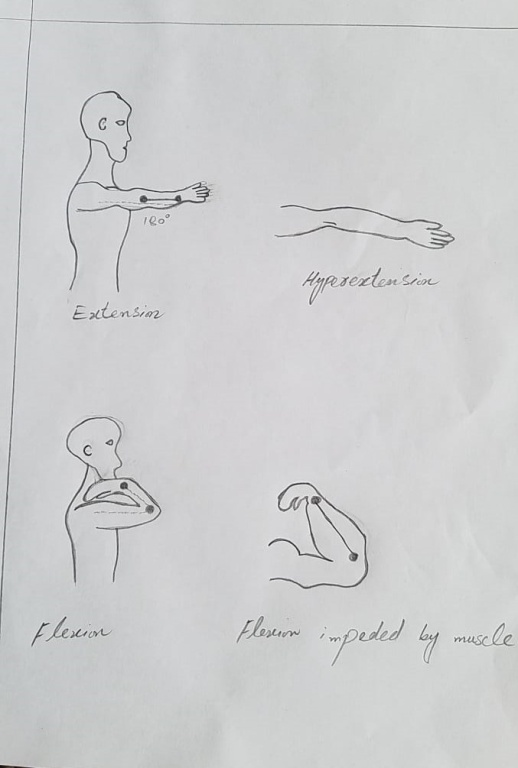 180°
Extension
Hyperextension
Flexion
Flexion impeded by muscle